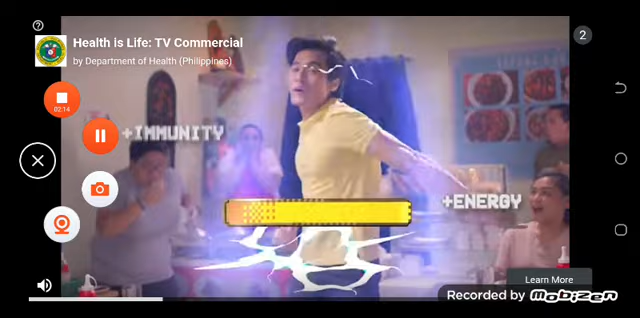 Health is Life: TV Commercial
2
by Department of Health (Philippines)
02:14
+IMMUNITY
+ENERGY
Learn More
Recorded by MOBIZEN